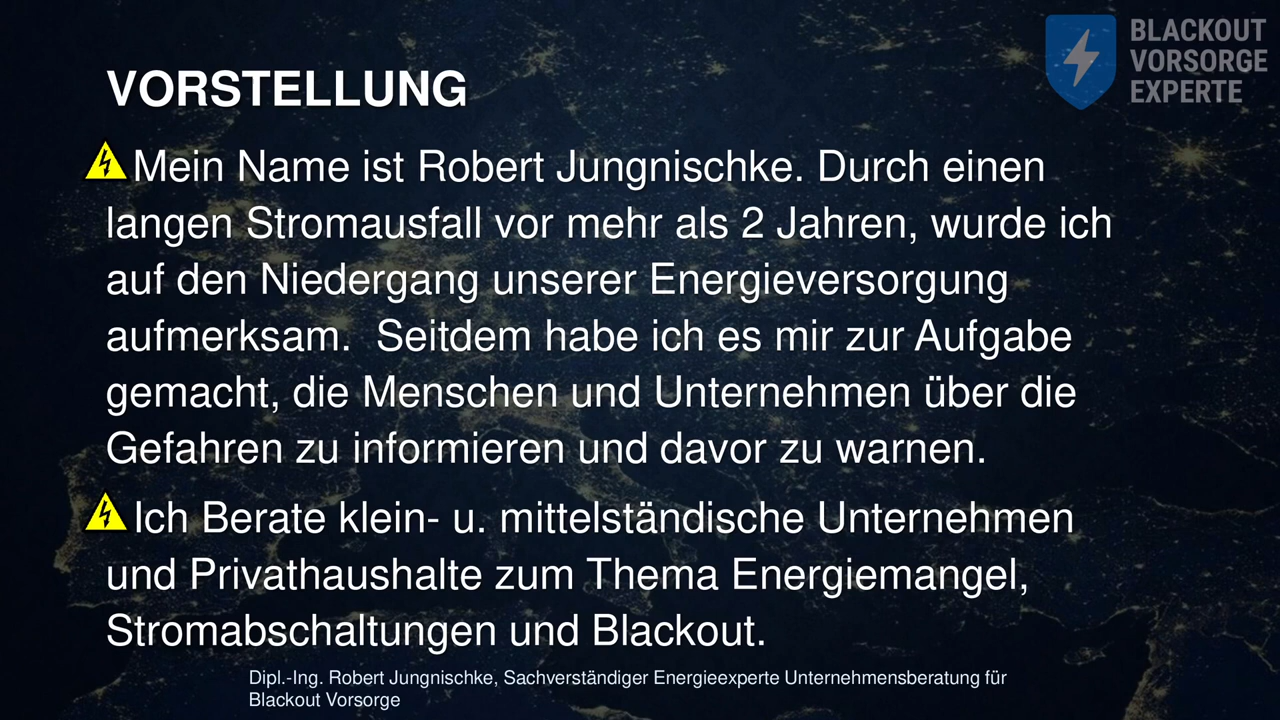 BLACKOUT
VORSORGE
EXPERTE
VORSTELLUNG
Mein Name ist Robert Jungnischke. Durch einen
langen Stromausfall vor mehr als 2 Jahren, wurde ich
auf den Niedergang unserer Energieversorgung
aufmerksam.  Seitdem habe ich es mir zur Aufgabe
gemacht, die Menschen und Unternehmen über die
Gefahren zu informieren und davor zu warnen.
Ich Berate klein- u. mittelständische Unternehmen
und Privathaushalte zum Thema Energiemangel,
Stromabschaltungen und Blackout.
Dipl.-Ing. Robert Jungnischke, Sachverständiger Energieexperte Unternehmensberatung für
Blackout Vorsorge